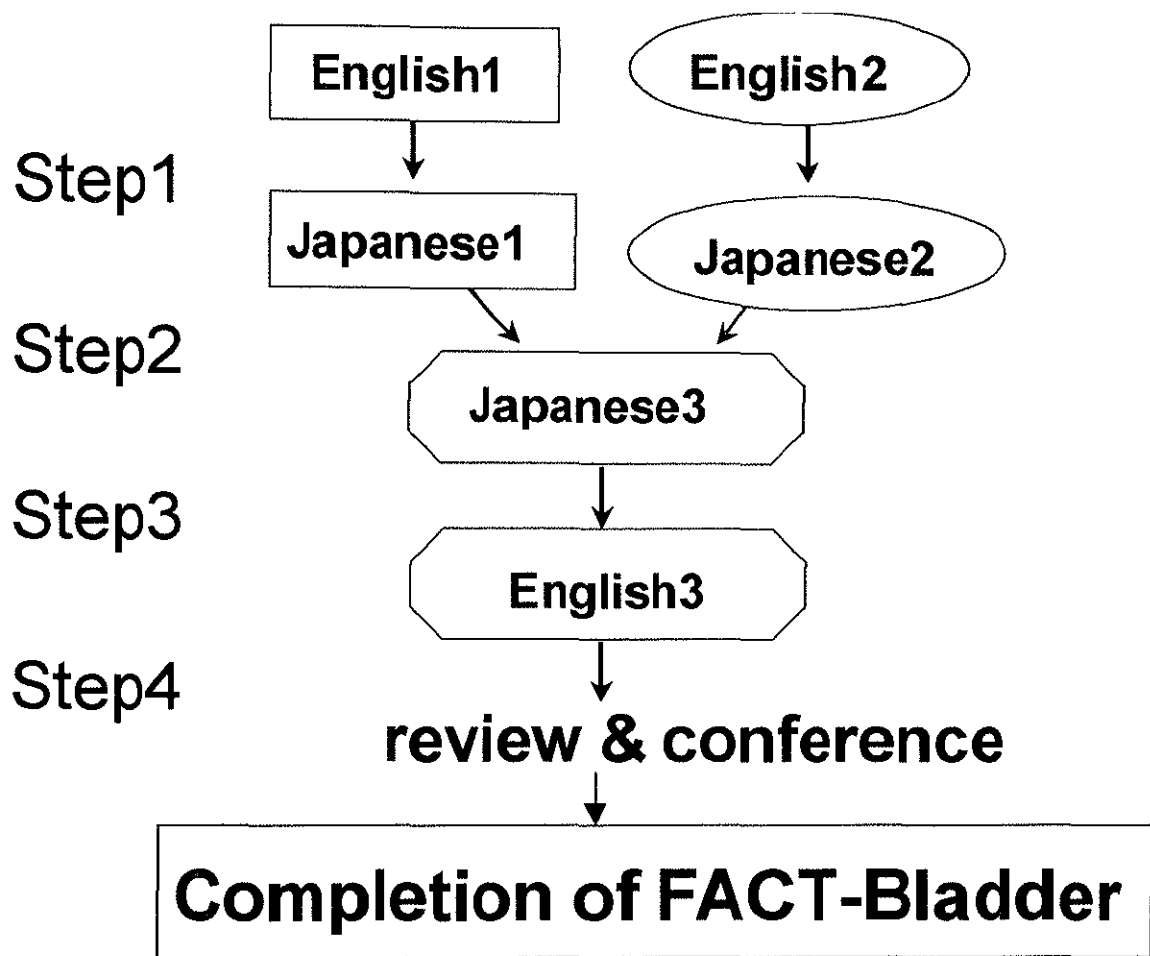 English1 English2
Step1
Japanese1 Japanese2
Step2
Japanese3
Step3
English3
Step4
review & conference
Completion of FACT-Bladder